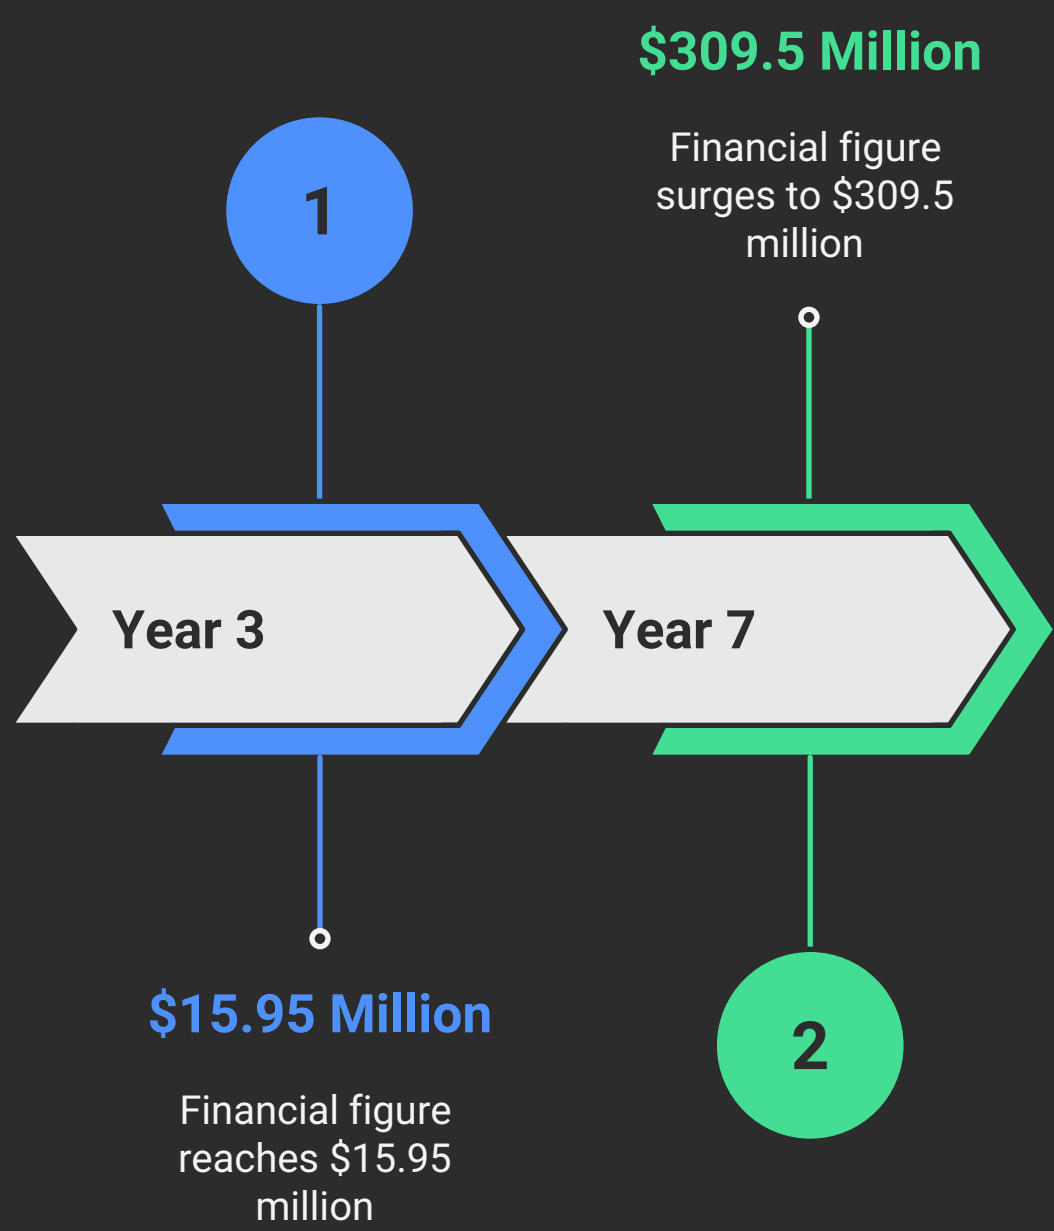 1
Year 3
$15.95 Million
Financial figure
reaches $15.95
million
$309.5 Million
Financial figure
surges to $309.5
million
Year 7
2